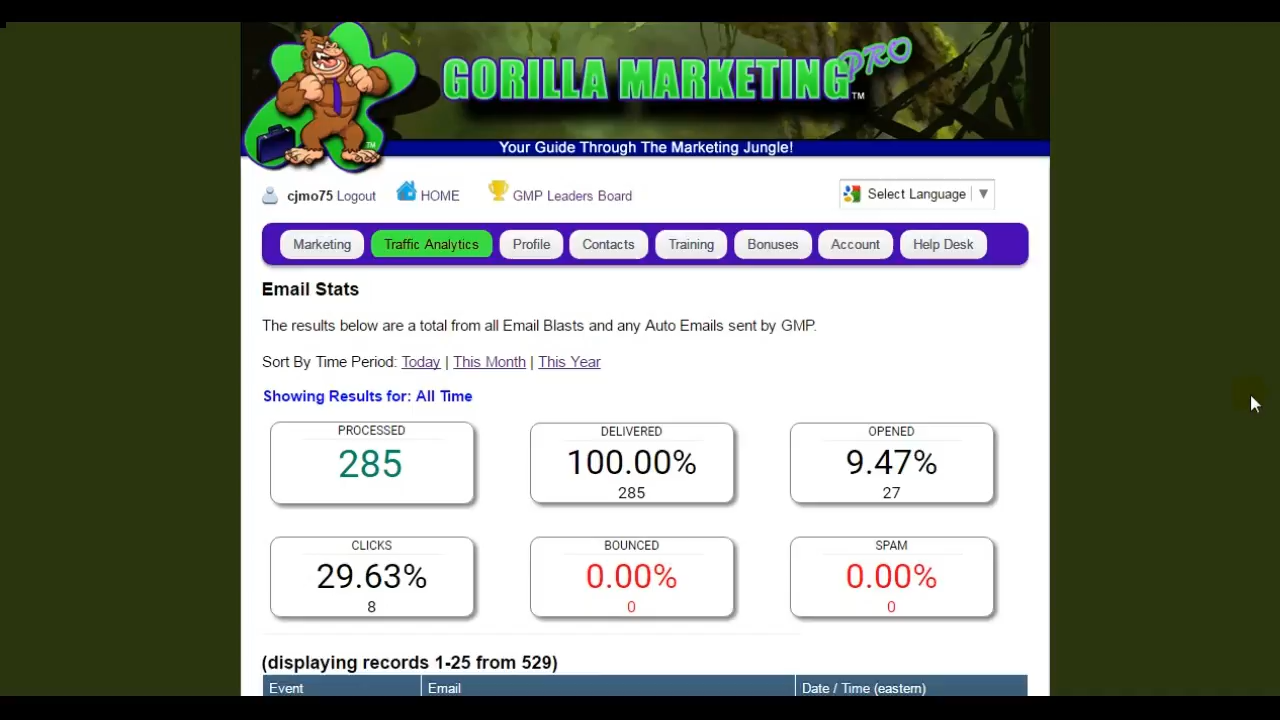 GORILLA MARKETING PRO TM
TM
Your Guide Through The Marketing Jungle!
cjmo75 Logout HOME GMP Leaders Board Select Language ▼
Marketing Traffic Analytics Profile Contacts Training Bonuses Account Help Desk
Email Stats
The results below are a total from all Email Blasts and any Auto Emails sent by GMP.
Sort By Time Period: Today | This Month | This Year
Showing Results for: All Time
PROCESSED DELIVERED OPENED
285 100.00% 9.47%
285 27
CLICKS BOUNCED SPAM
29.63% 0.00% 0.00%
8 0 0
(displaying records 1-25 from 529)
Event Email Date / Time (eastern)